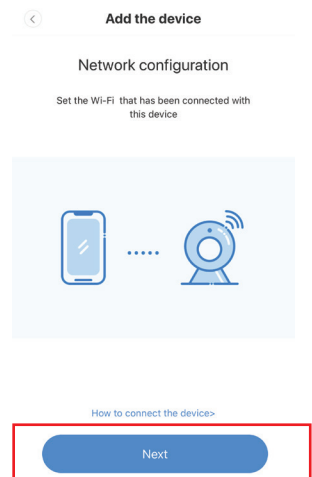 Add the device
Network configuration
Set the Wi-Fi that has been connected with
this device
How to connect the device>
Next